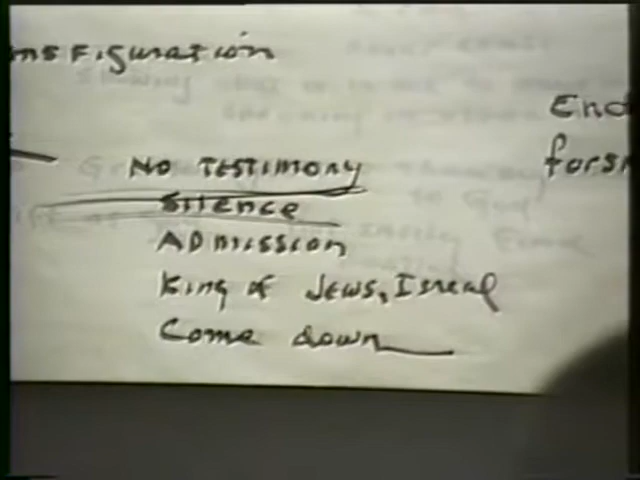 nsfiguration
End
No Testimony
forsa
Silence
Admission
King of Jews, Isreal
Come down